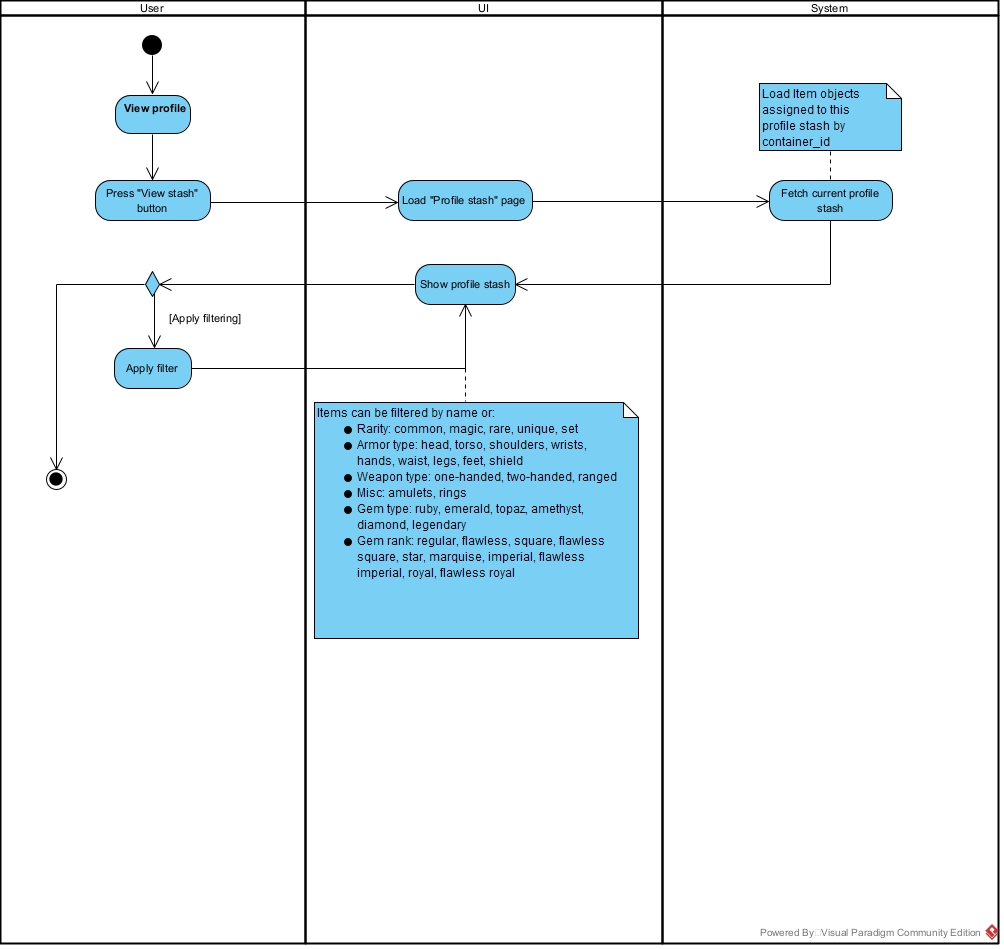 User
UI
System
View profile
Load Item objects
assigned to this
profile stash by
container_id
Press "View stash"
button
Load "Profile stash" page
Fetch current profile
stash
Show profile stash
[Apply filtering]
Apply filter
Items can be filtered by name or:
● Rarity: common, magic, rare, unique, set
● Armor type: head, torso, shoulders, wrists,
hands, waist, legs, feet, shield
● Weapon type: one-handed, two-handed, ranged
● Misc: amulets, rings
● Gem type: ruby, emerald, topaz, amethyst,
diamond, legendary
● Gem rank: regular, flawless, square, flawless
square, star, marquise, imperial, flawless
imperial, royal, flawless royal
Powered By Visual Paradigm Community Edition